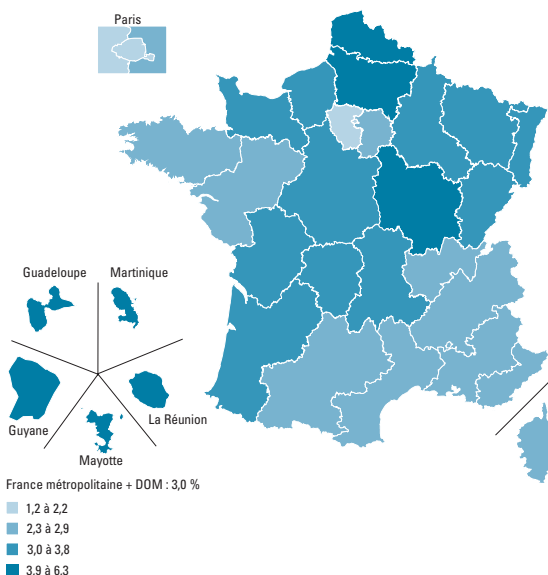 Paris
Guadeloupe
Martinique
Guyane
La Réunion
Mayotte
France métropolitaine + DOM : 3,0 %
1,2 à 2,2
2,3 à 2,9
3,0 à 3,8
3,9 à 6,3